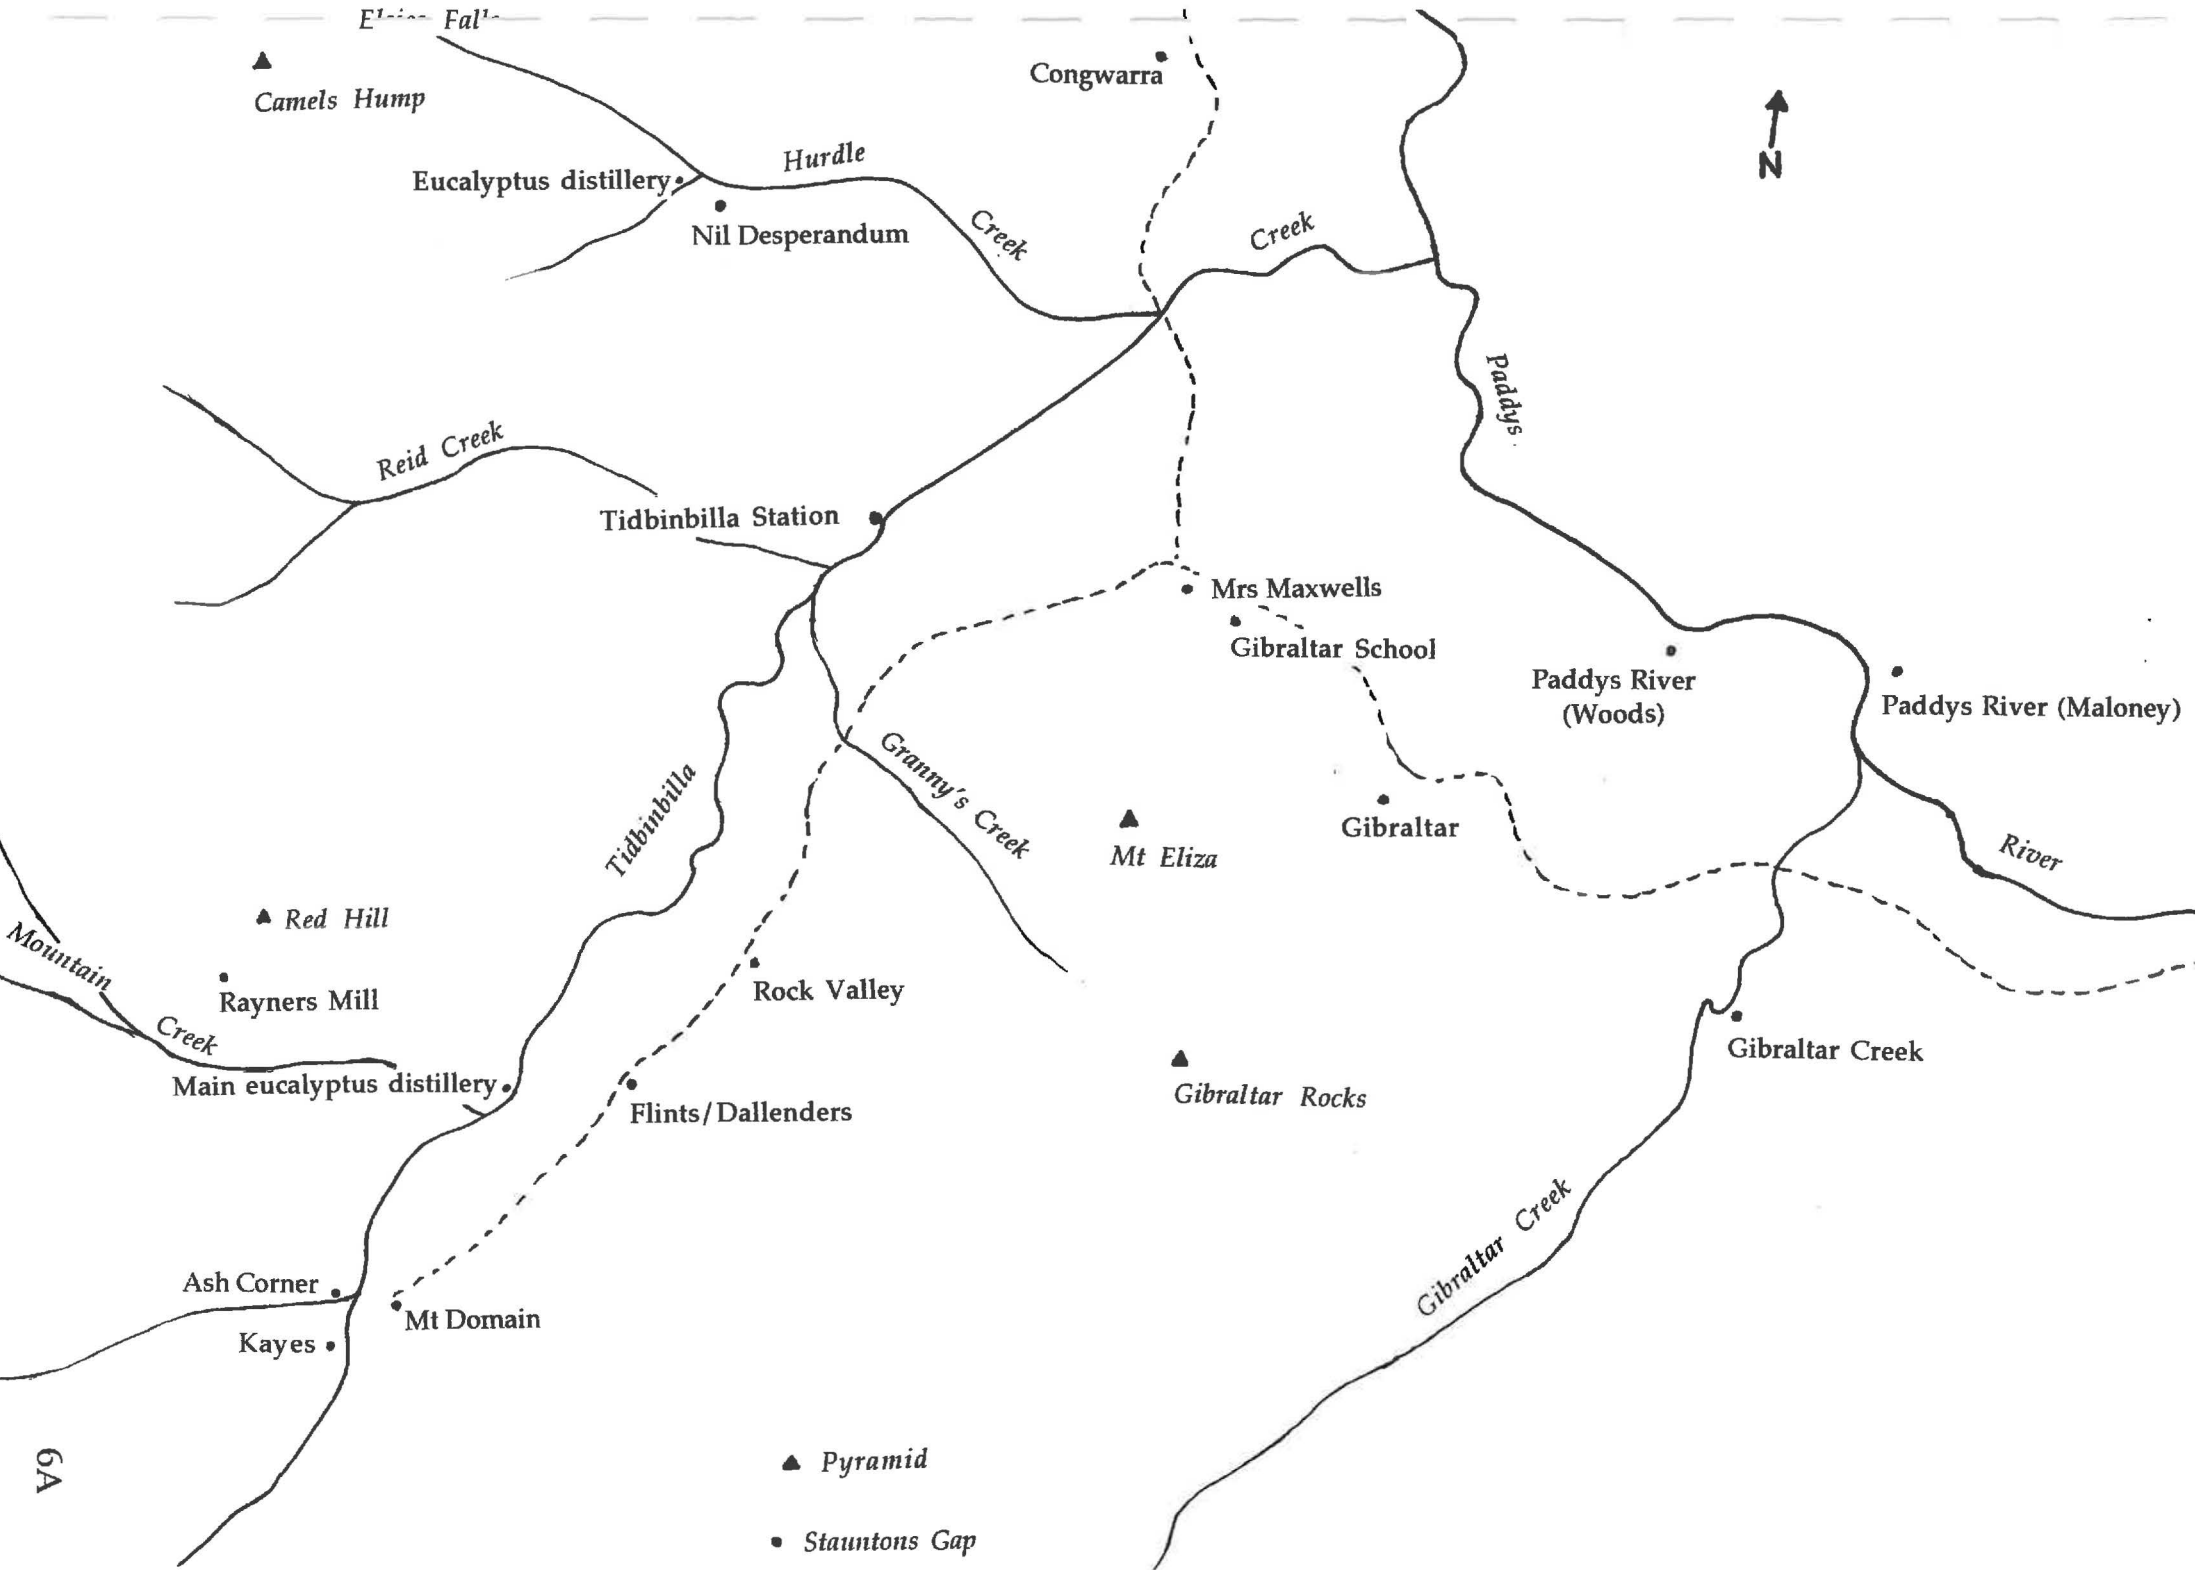 Camels Hump
Congwarra
N
Hurdle
Eucalyptus distillery
Nil Desperandum
Creek
Creek
Paddys
Reid Creek
Tidbinbilla Station
Mrs Maxwells
Gibraltar School
Paddys River
(Woods)
Paddys River (Maloney)
Granny's Creek
Tidbinbilla
Gibraltar
Mt Eliza
River
Red Hill
Mountain
Rayners Mill
Creek
Rock Valley
Gibraltar Creek
Main eucalyptus distillery
Flints/Dallenders
Gibraltar Rocks
Gibraltar Creek
Ash Corner
Mt Domain
Kayes
Pyramid
6A
Stauntons Gap